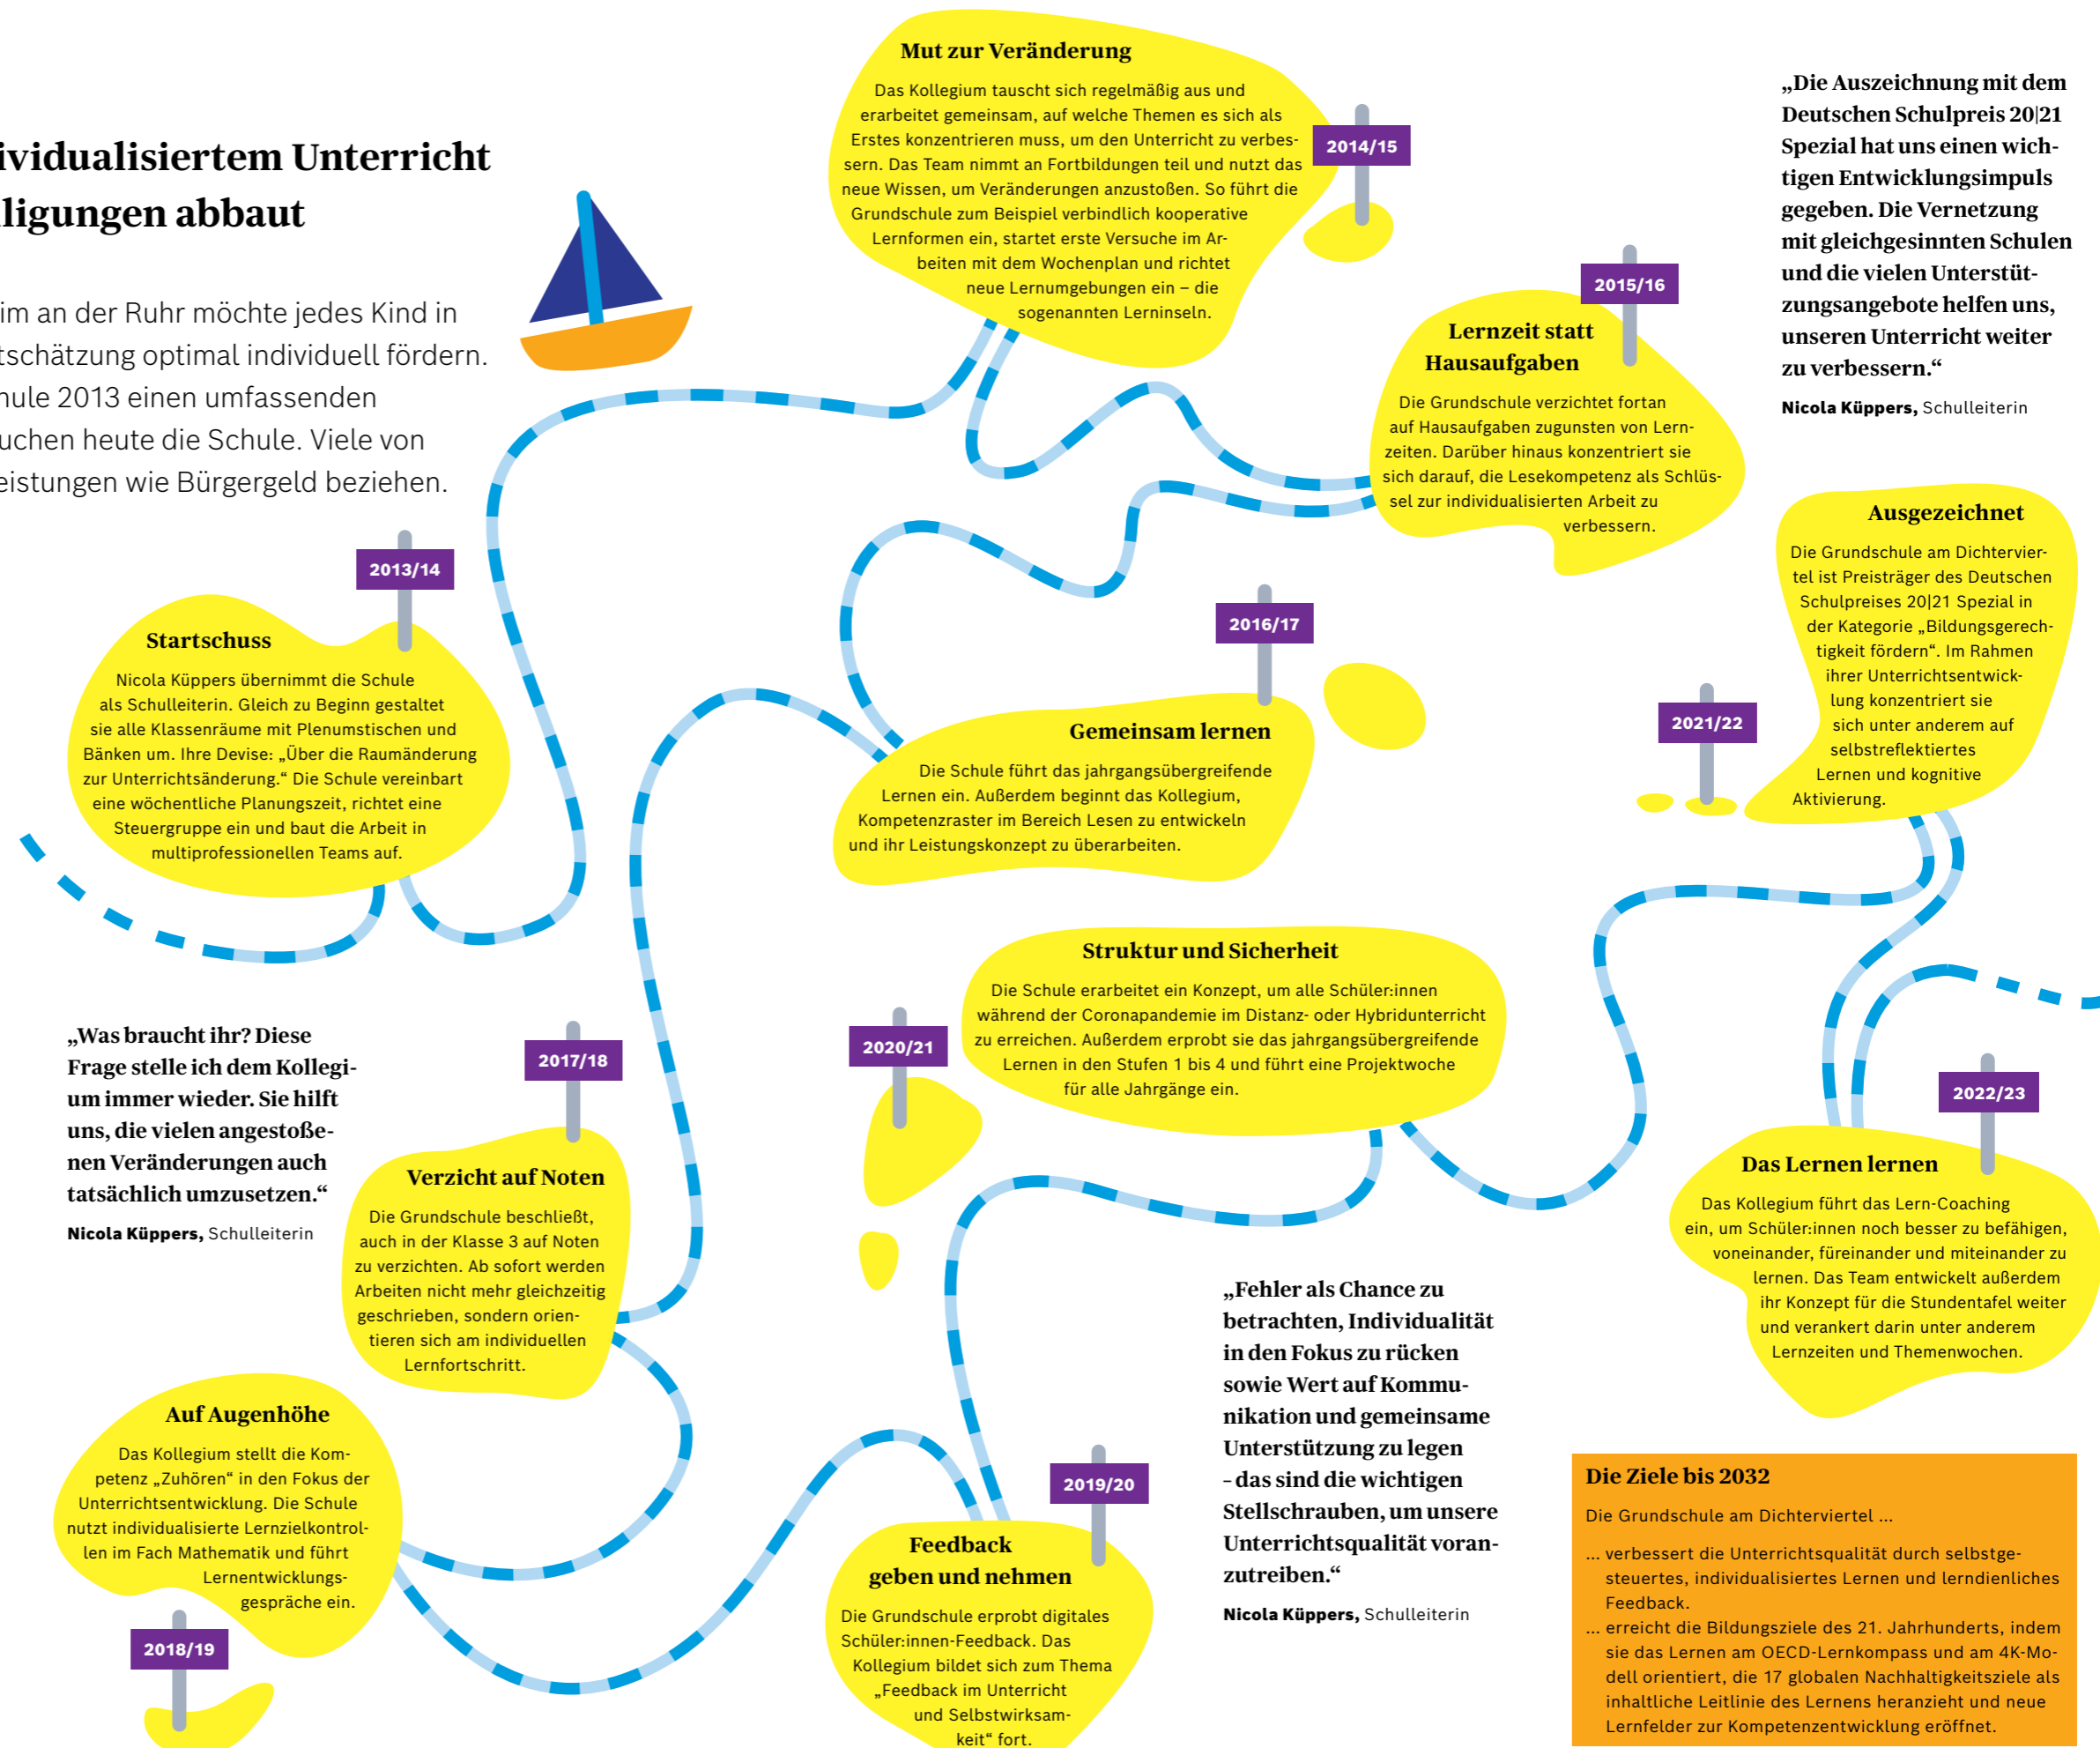 ividualisiertem Unterricht
ligungen abbaut
im an der Ruhr möchte jedes Kind in
tschätzung optimal individuell fördern.
hule 2013 einen umfassenden
uchen heute die Schule. Viele von
eistungen wie Bürgergeld beziehen.
2013/14
Startschuss
Nicola Küppers übernimmt die Schule
als Schulleiterin. Gleich zu Beginn gestaltet
sie alle Klassenräume mit Plenumstischen und
Bänken um. Ihre Devise: „Über die Raumänderung
zur Unterrichtsänderung.“ Die Schule vereinbart
eine wöchentliche Planungszeit, richtet eine
Steuergruppe ein und baut die Arbeit in
multiprofessionellen Teams auf.
Mut zur Veränderung
Das Kollegium tauscht sich regelmäßig aus und
erarbeitet gemeinsam, auf welche Themen es sich als
Erstes konzentrieren muss, um den Unterricht zu verbes-
sern. Das Team nimmt an Fortbildungen teil und nutzt das
neue Wissen, um Veränderungen anzustoßen. So führt die
Grundschule zum Beispiel verbindlich kooperative
Lernformen ein, startet erste Versuche im Ar-
beiten mit dem Wochenplan und richtet
neue Lernumgebungen ein – die
sogenannten Lerninseln.
2014/15
2015/16
Lernzeit statt
Hausaufgaben
Die Grundschule verzichtet fortan
auf Hausaufgaben zugunsten von Lern-
zeiten. Darüber hinaus konzentriert sie
sich darauf, die Lesekompetenz als Schlüs-
sel zur individualisierten Arbeit zu
verbessern.
„Die Auszeichnung mit dem
Deutschen Schulpreis 20|21
Spezial hat uns einen wich-
tigen Entwicklungsimpuls
gegeben. Die Vernetzung
mit gleichgesinnten Schulen
und die vielen Unterstüt-
zungsangebote helfen uns,
unseren Unterricht weiter
zu verbessern.“
Nicola Küppers, Schulleiterin
2016/17
Gemeinsam lernen
Die Schule führt das jahrgangsübergreifende
Lernen ein. Außerdem beginnt das Kollegium,
Kompetenzraster im Bereich Lesen zu entwickeln
und ihr Leistungskonzept zu überarbeiten.
„Was braucht ihr? Diese
Frage stelle ich dem Kollegi-
um immer wieder. Sie hilft
uns, die vielen angestoße-
nen Veränderungen auch
tatsächlich umzusetzen.“
Nicola Küppers, Schulleiterin
2017/18
Verzicht auf Noten
Die Grundschule beschließt,
auch in der Klasse 3 auf Noten
zu verzichten. Ab sofort werden
Arbeiten nicht mehr gleichzeitig
geschrieben, sondern orien-
tieren sich am individuellen
Lernfortschritt.
Auf Augenhöhe
Das Kollegium stellt die Kom-
petenz „Zuhören“ in den Fokus der
Unterrichtsentwicklung. Die Schule
nutzt individualisierte Lernzielkontrol-
len im Fach Mathematik und führt
Lernentwicklungs-
gespräche ein.
2018/19
2019/20
Feedback
geben und nehmen
Die Grundschule erprobt digitales
Schüler:innen-Feedback. Das
Kollegium bildet sich zum Thema
„Feedback im Unterricht
und Selbstwirksam-
keit“ fort.
2020/21
Struktur und Sicherheit
Die Schule erarbeitet ein Konzept, um alle Schüler:innen
während der Coronapandemie im Distanz- oder Hybridunterricht
zu erreichen. Außerdem erprobt sie das jahrgangsübergreifende
Lernen in den Stufen 1 bis 4 und führt eine Projektwoche
für alle Jahrgänge ein.
„Fehler als Chance zu
betrachten, Individualität
in den Fokus zu rücken
sowie Wert auf Kommu-
nikation und gemeinsame
Unterstützung zu legen
– das sind die wichtigen
Stellschrauben, um unsere
Unterrichtsqualität voran-
zutreiben.“
Nicola Küppers, Schulleiterin
2021/22
Ausgezeichnet
Die Grundschule am Dichtervier-
tel ist Preisträger des Deutschen
Schulpreises 20|21 Spezial in
der Kategorie „Bildungsgerech-
tigkeit fördern“. Im Rahmen
ihrer Unterrichtsentwick-
lung konzentriert sie
sich unter anderem auf
selbstreflektiertes
Lernen und kognitive
Aktivierung.
2022/23
Das Lernen lernen
Das Kollegium führt das Lern-Coaching
ein, um Schüler:innen noch besser zu befähigen,
voneinander, füreinander und miteinander zu
lernen. Das Team entwickelt außerdem
ihr Konzept für die Stundentafel weiter
und verankert darin unter anderem
Lernzeiten und Themenwochen.
Die Ziele bis 2032
Die Grundschule am Dichterviertel ...
... verbessert die Unterrichtsqualität durch selbstge-
steuertes, individualisiertes Lernen und lerndienliches
Feedback.
... erreicht die Bildungsziele des 21. Jahrhunderts, indem
sie das Lernen am OECD-Lernkompass und am 4K-Mo-
dell orientiert, die 17 globalen Nachhaltigkeitsziele als
inhaltliche Leitlinie des Lernens heranzieht und neue
Lernfelder zur Kompetenzentwicklung eröffnet.